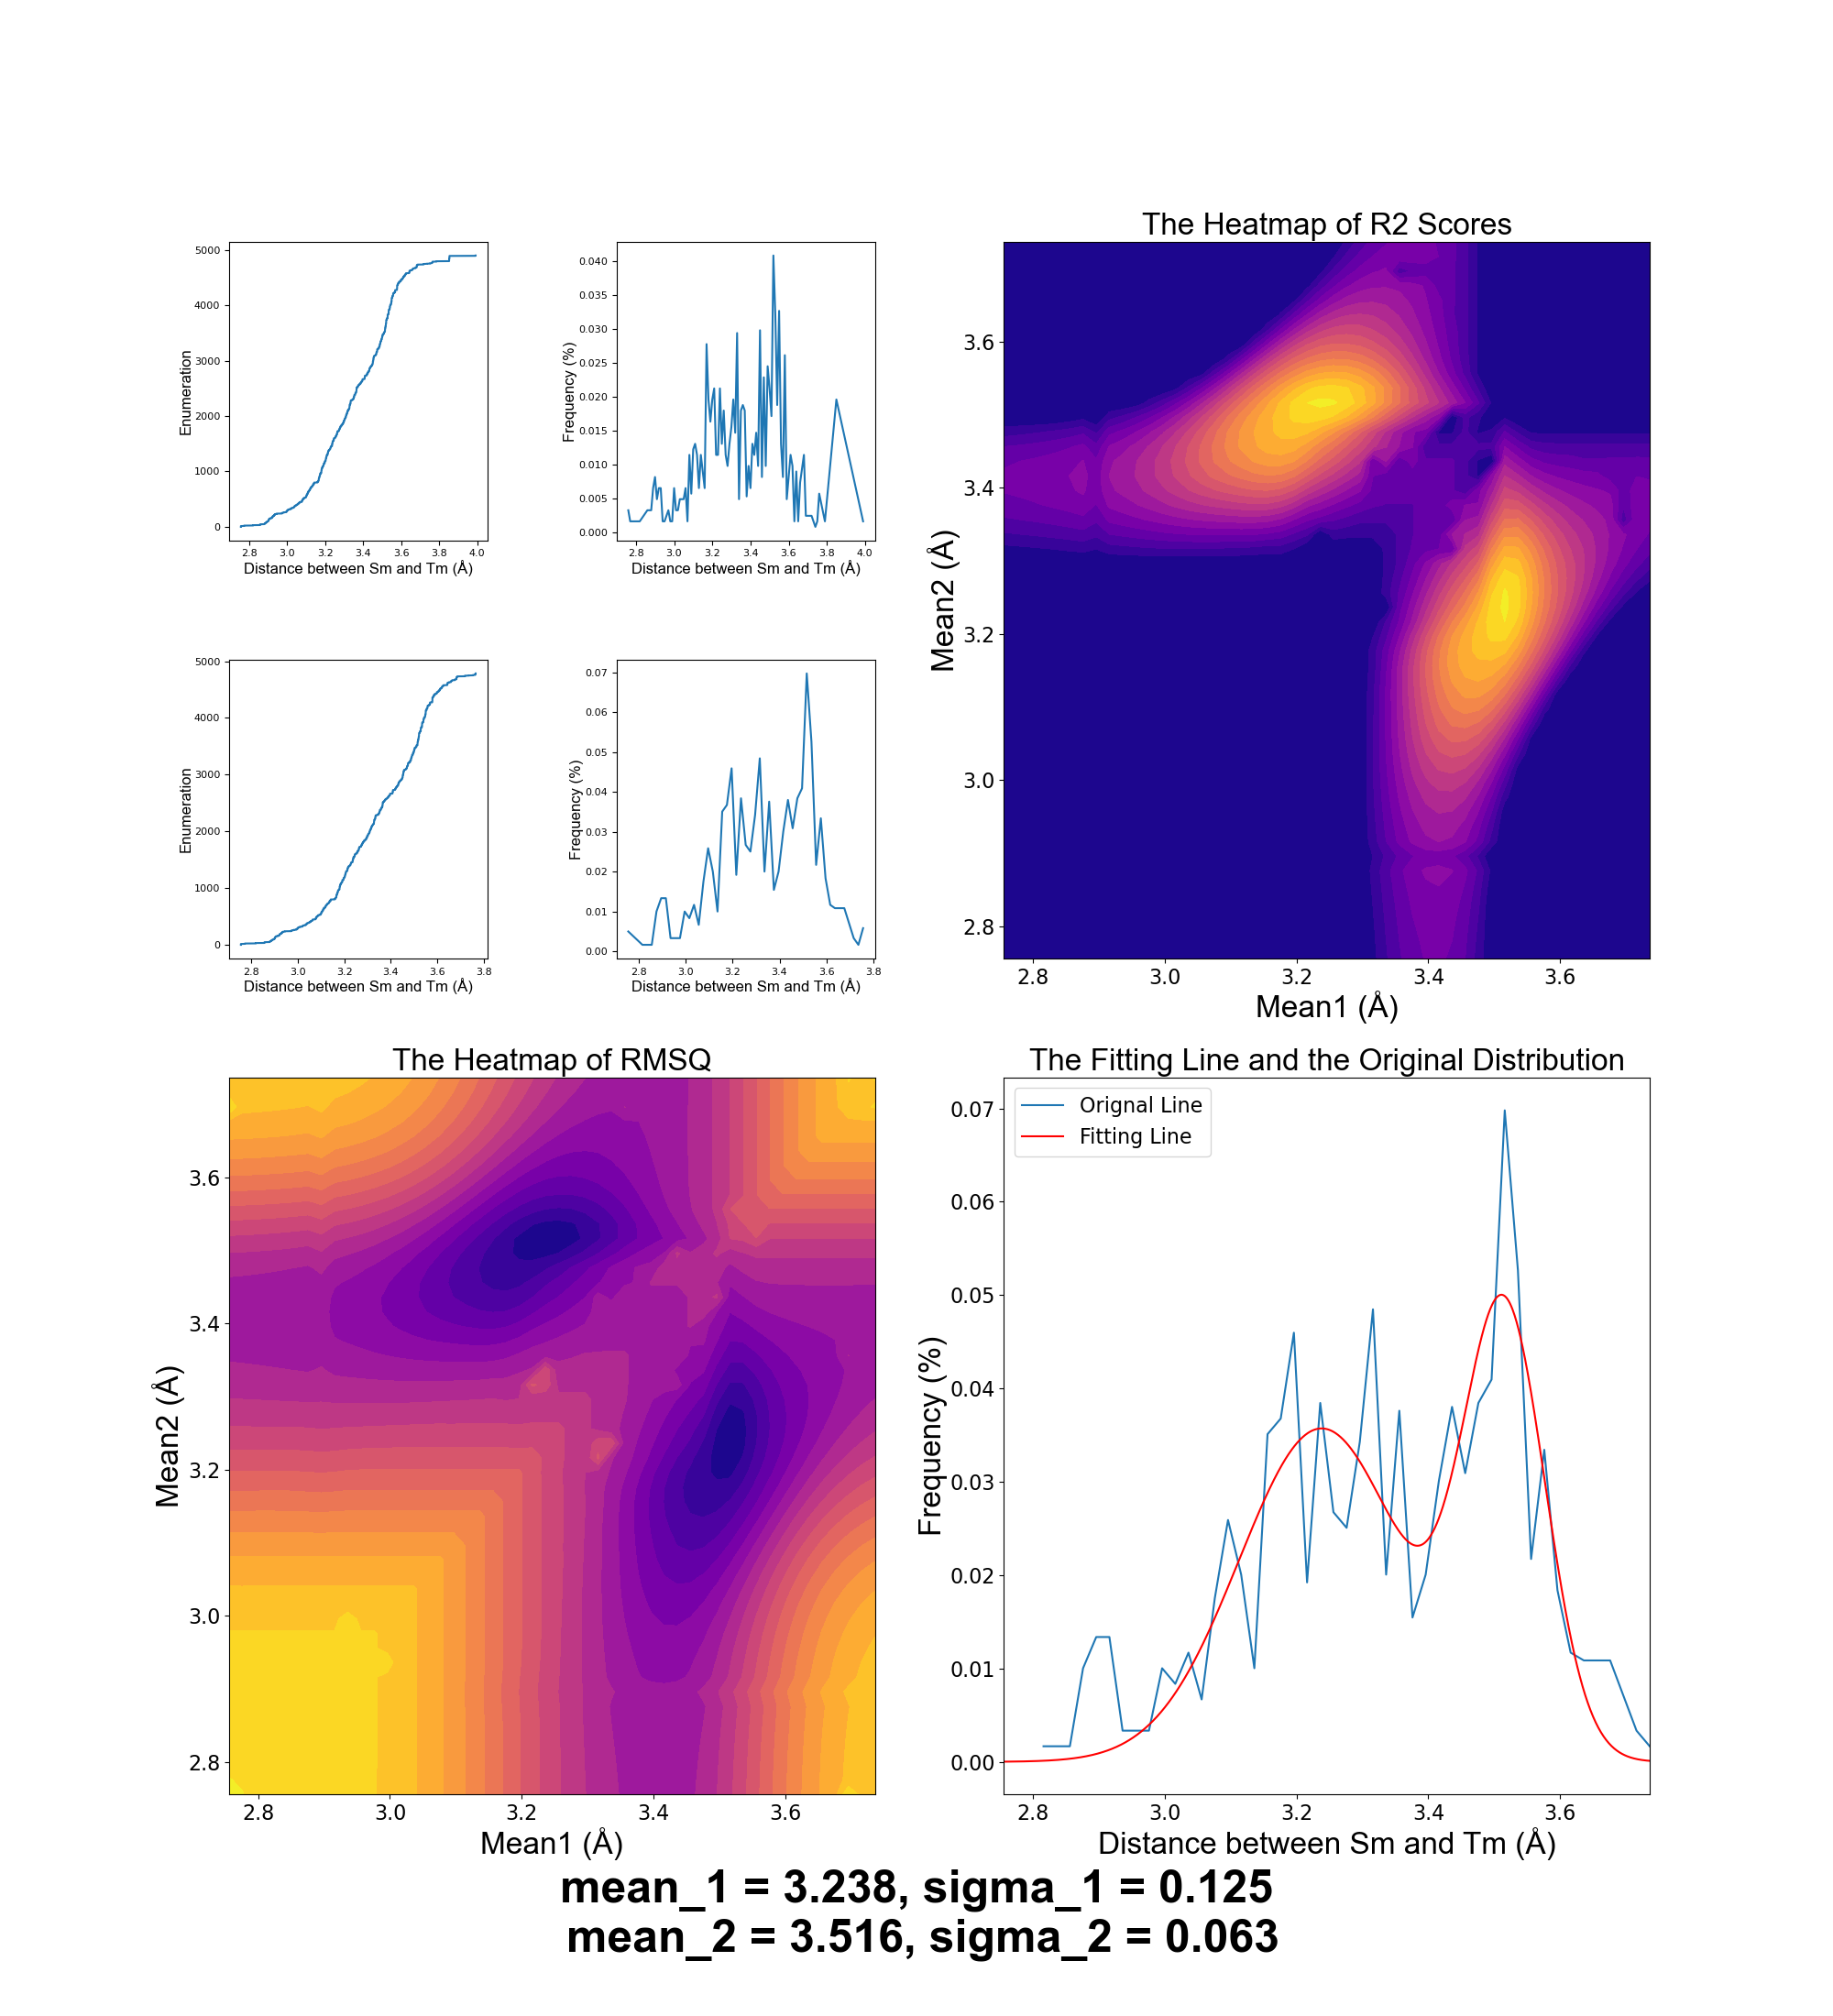 The Heatmap of R2 Scores
5000
4000
3000
2000
1000
0
Enumeration
2.8 3.0 3.2 3.4 3.6 3.8 4.0
Distance between Sm and Tm (Å)
0.040
0.035
0.030
0.025
0.020
0.015
0.010
0.005
0.000
Frequency (%)
2.8 3.0 3.2 3.4 3.6 3.8 4.0
Distance between Sm and Tm (Å)
5000
4000
3000
2000
1000
0
Enumeration
2.8 3.0 3.2 3.4 3.6 3.8
Distance between Sm and Tm (Å)
0.07
0.06
0.05
0.04
0.03
0.02
0.01
0.00
Frequency (%)
2.8 3.0 3.2 3.4 3.6 3.8
Distance between Sm and Tm (Å)
3.6
3.4
3.2
3.0
2.8
Mean2 (Å)
2.8 3.0 3.2 3.4 3.6
Mean1 (Å)
The Heatmap of RMSQ
3.6
3.4
3.2
3.0
2.8
Mean2 (Å)
2.8 3.0 3.2 3.4 3.6
Mean1 (Å)
The Fitting Line and the Original Distribution
Orignal Line
Fitting Line
0.07
0.06
0.05
0.04
0.03
0.02
0.01
0.00
Frequency (%)
2.8 3.0 3.2 3.4 3.6
Distance between Sm and Tm (Å)
mean_1 = 3.238, sigma_1 = 0.125
mean_2 = 3.516, sigma_2 = 0.063